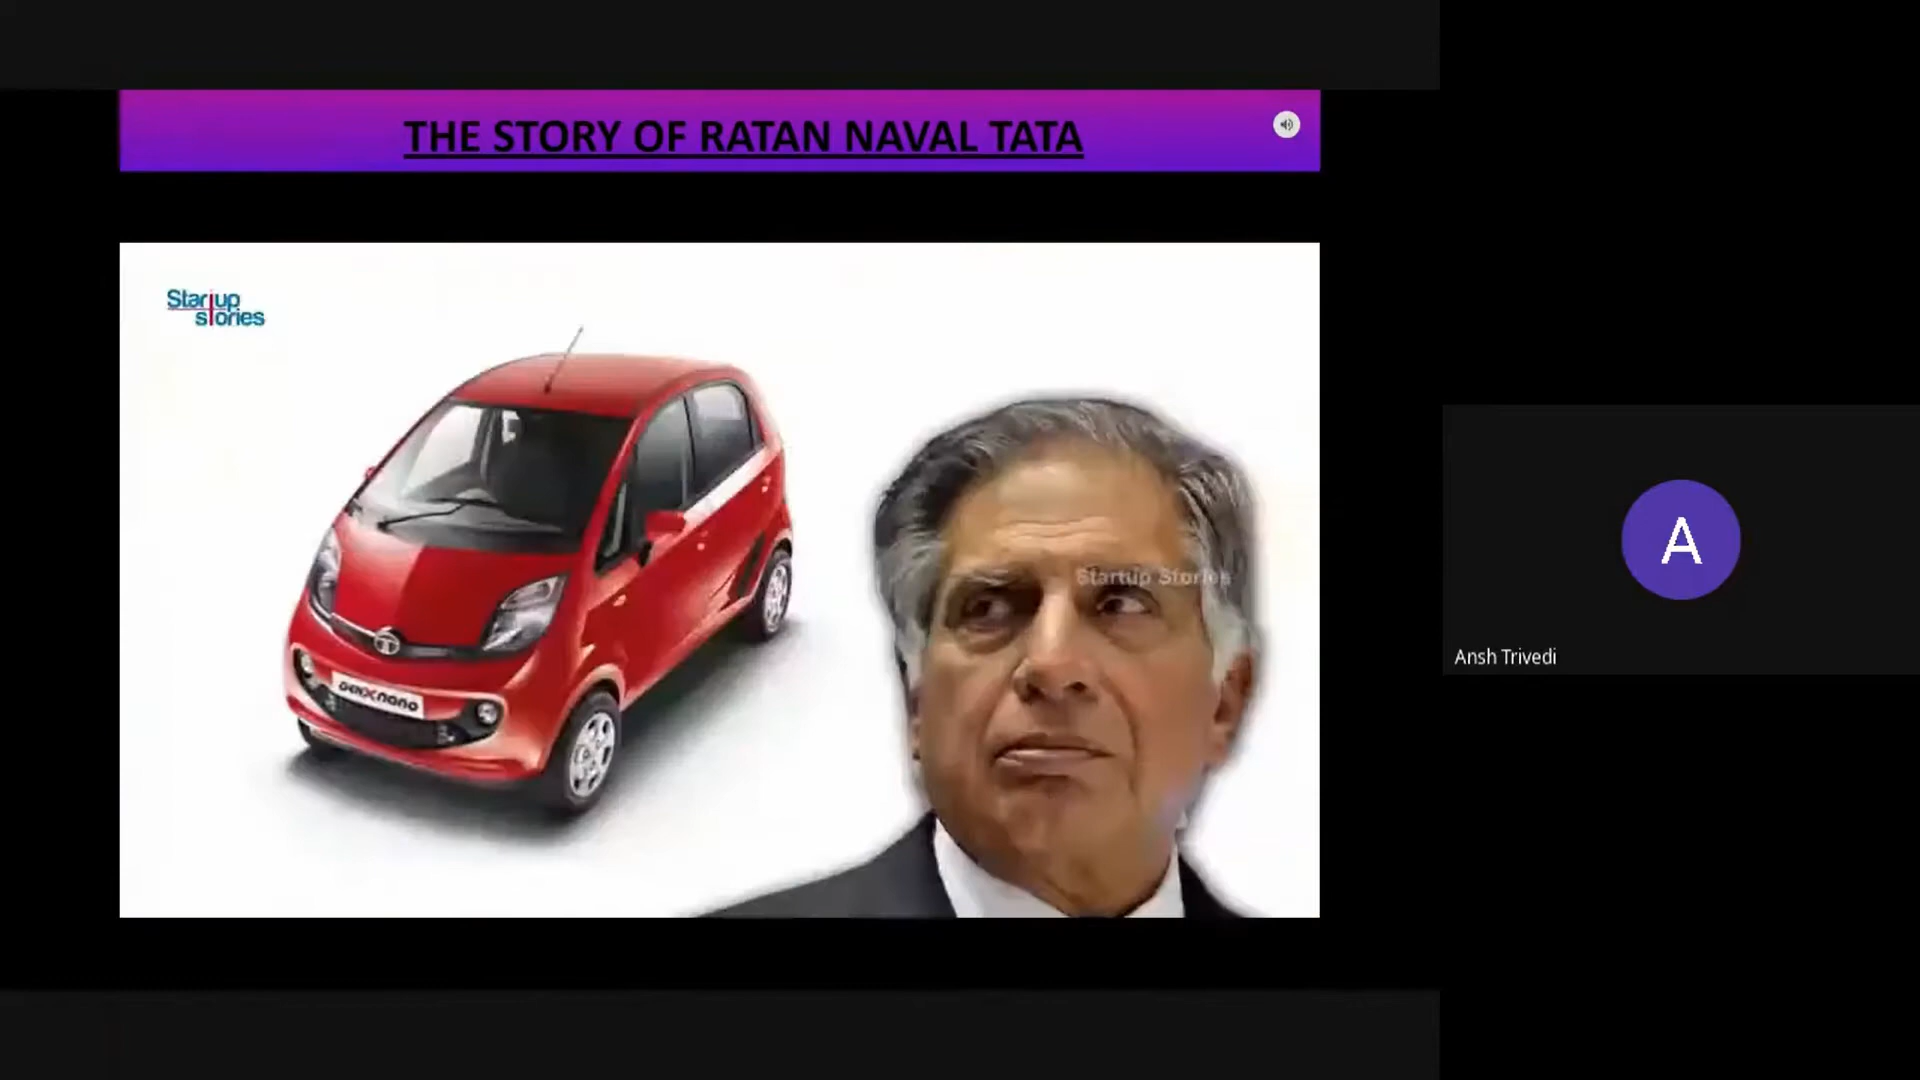 THE STORY OF RATAN NAVAL TATA
Startup
stories
Startup Stories
GENX nano
A
Ansh Trivedi